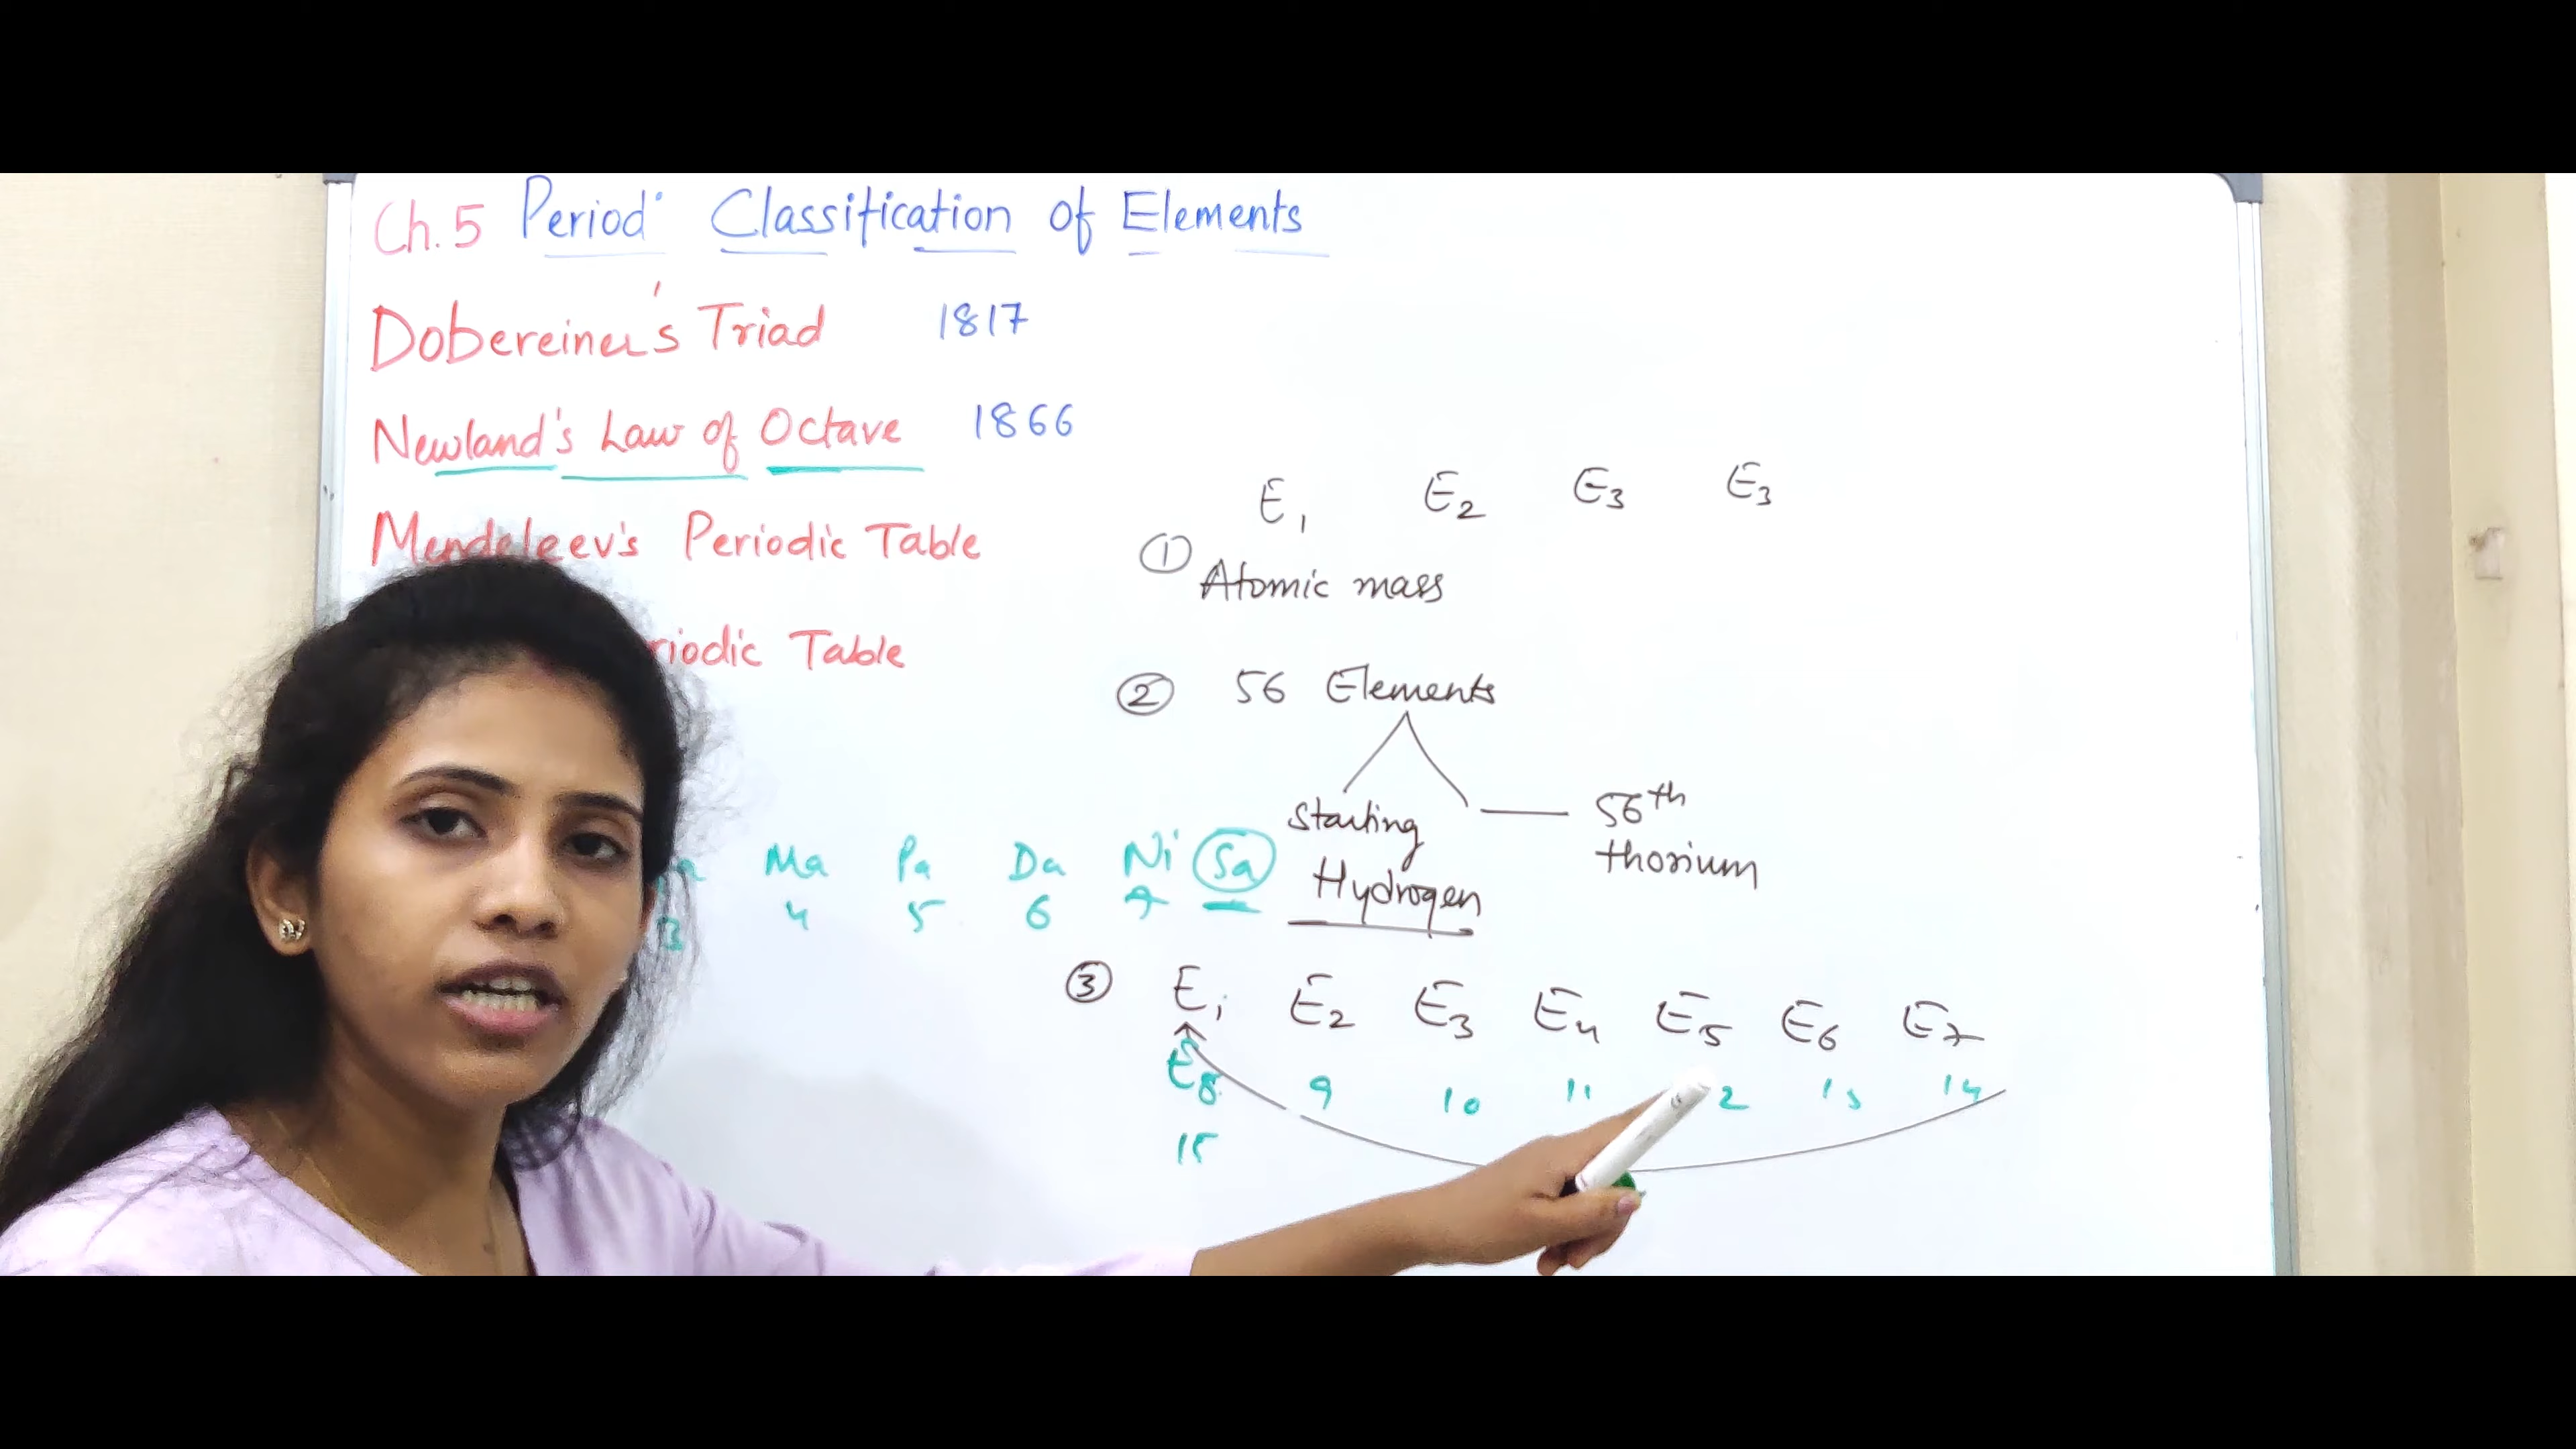 Ch.5 Period Classification of Elements
Dobereiner's Triad 1817
Newland's Law of Octave 1866
Mendeleev's Periodic Table
riodic Table
E1 E2 E3 E3
① Atomic mass
② 56 Elements
Starting Hydrogen
56th thorium
Ma Pa Da Ni Sa
3 4 5 6 7
③ E1 E2 E3 E4 E5 E6 E7
E8 9 10 11 2 13 14
15